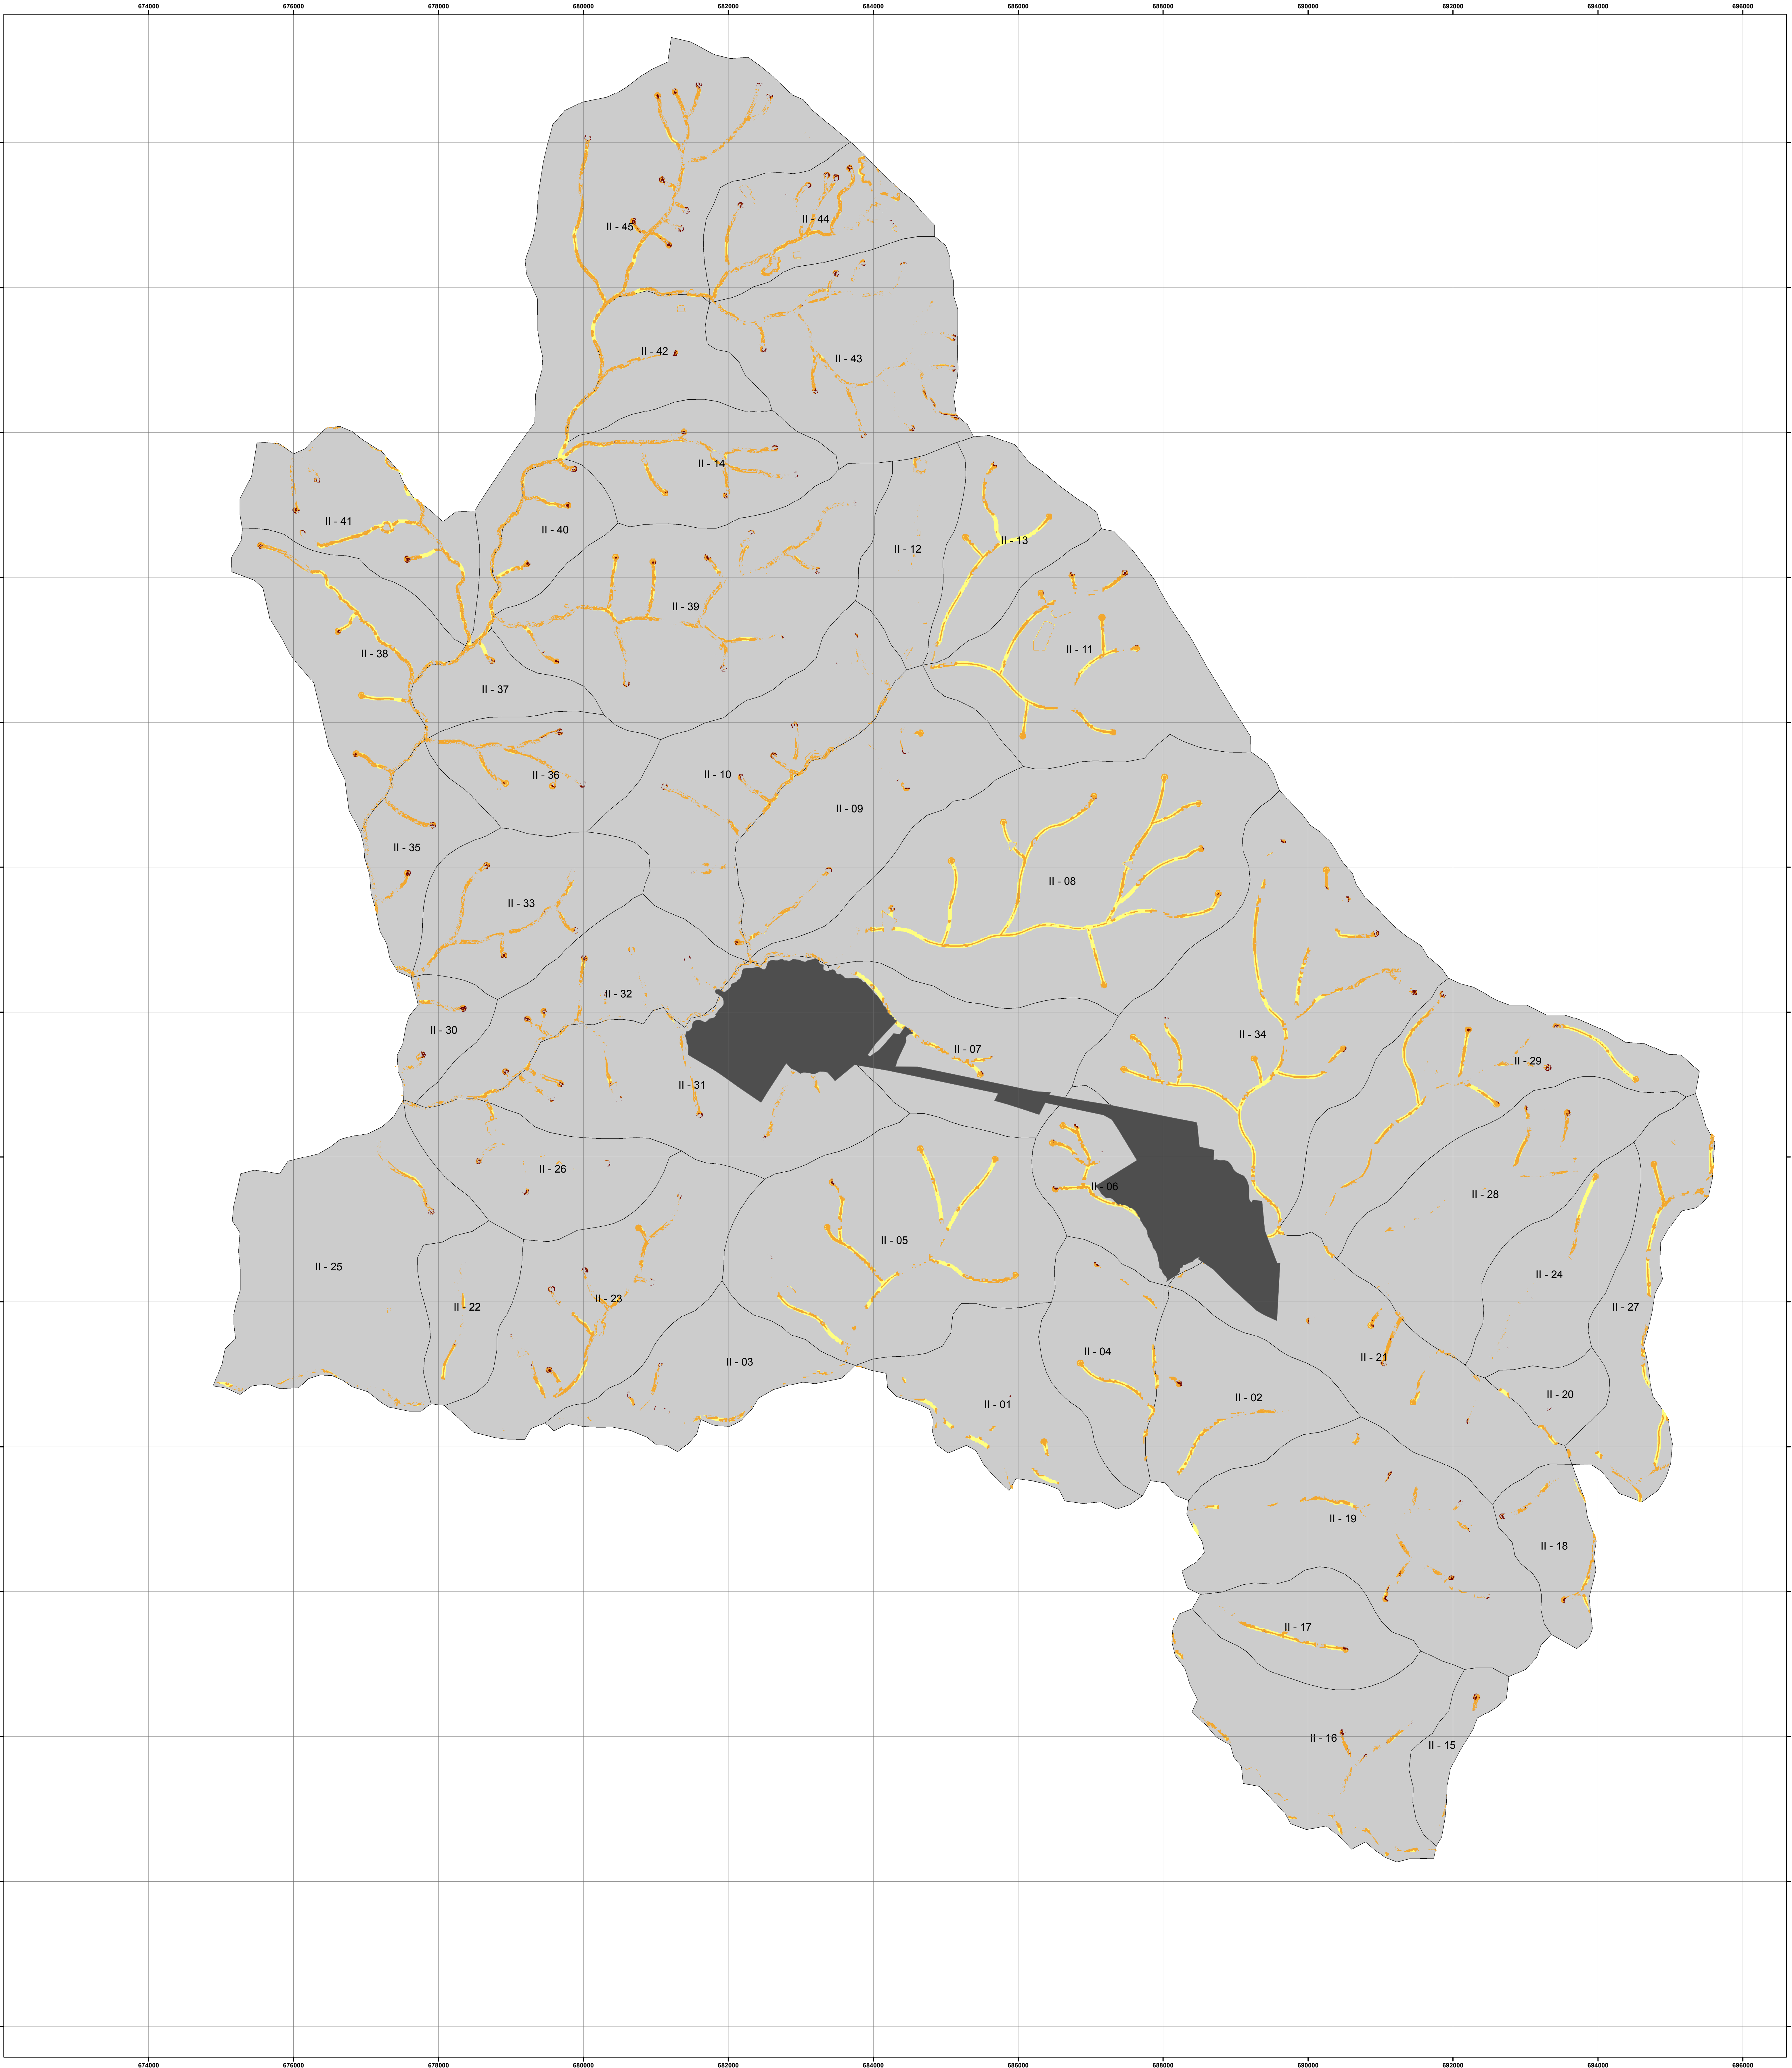 674000 676000 678000 680000 682000 684000 686000 688000 690000 692000 694000 696000
II - 44
II - 45
II - 42
II - 43
II - 14
II - 41
II - 40
II - 13
II - 12
II - 39
II - 11
II - 38
II - 37
II - 36
II - 10
II - 09
II - 35
II - 08
II - 33
II - 32
II - 30
II - 34
II - 07
II - 29
II - 31
II - 26
II - 06
II - 28
II - 05
II - 25
II - 24
II - 23
II - 22
II - 27
II - 04
II - 21
II - 03
II - 20
II - 02
II - 01
II - 19
II - 18
II - 17
II - 16
II - 15
674000 676000 678000 680000 682000 684000 686000 688000 690000 692000 694000 696000